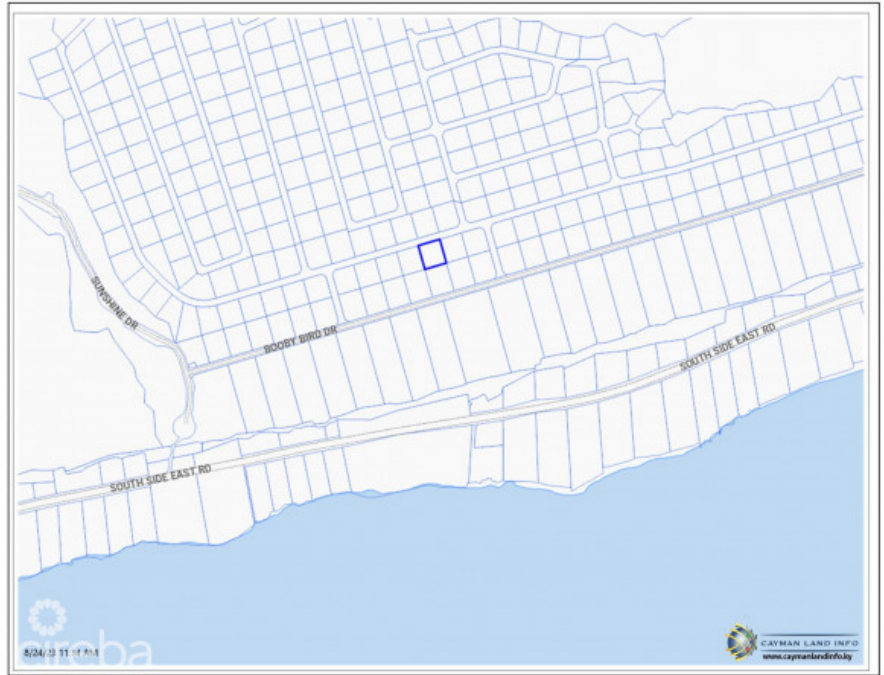 SUNSHINE DR
BOOBY BIRD DR
SOUTH SIDE EAST RD
SOUTH SIDE EAST RD
cireba
CAYMAN LAND INFO
www.caymanlandinfo.ky